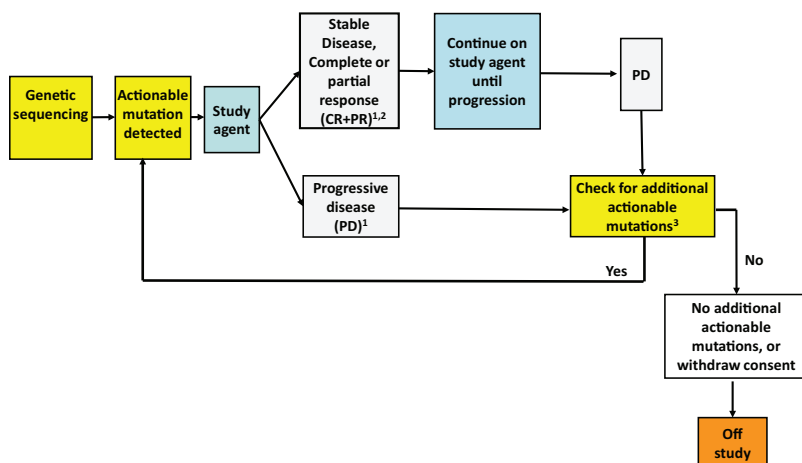 Genetic
sequencing
Actionable
mutation
detected
Study
agent
Stable
Disease,
Complete or
partial
response
(CR+PR)1,2
Continue on
study agent
until
progression
PD
Progressive
disease
(PD)1
Check for additional
actionable
mutations3
Yes
No
No additional
actionable
mutations, or
withdraw consent
Off
study